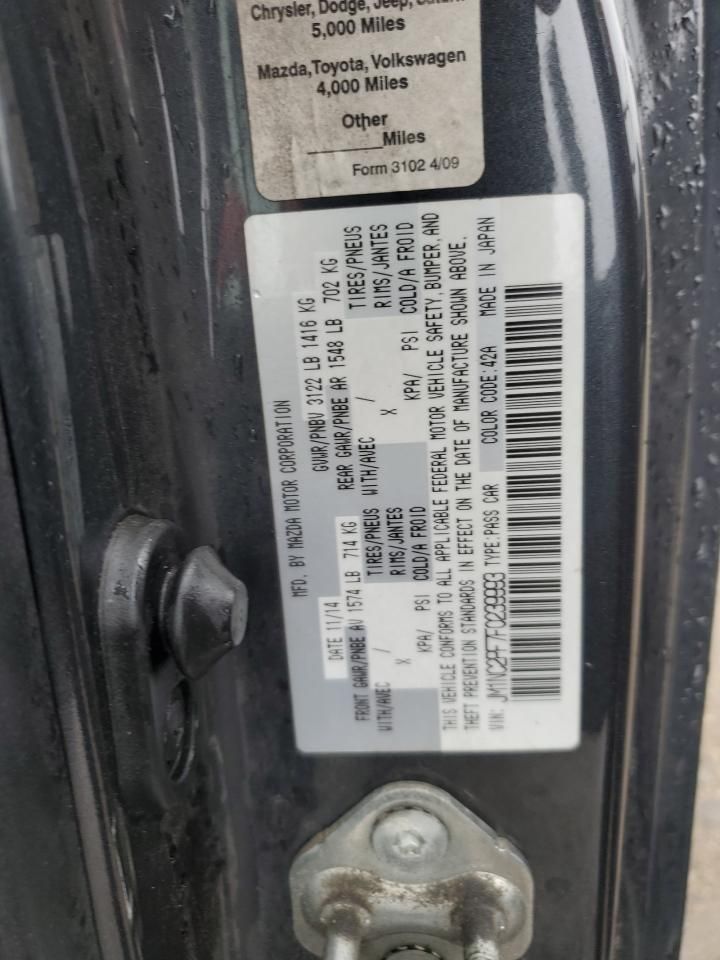 Chrysler, Dodge, Jeep, Saturn
5,000 Miles
Mazda, Toyota, Volkswagen
4,000 Miles
Other
________Miles
Form 3102 4/09
MFD. BY MAZDA MOTOR CORPORATION
DATE 11/14 GVWR/PNBV 3122 LB 1416 KG
FRONT GAWR/PNBE AV 1574 LB 714 KG REAR GAWR/PNBE AR 1548 LB 702 KG
WITH/AVEC TIRES/PNEUS WITH/AVEC TIRES/PNEUS
X / RIMS/JANTES X / RIMS/JANTES
KPA/ PSI COLD/A FROID KPA/ PSI COLD/A FROID
THIS VEHICLE CONFORMS TO ALL APPLICABLE FEDERAL MOTOR VEHICLE SAFETY, BUMPER, AND
THEFT PREVENTION STANDARDS IN EFFECT ON THE DATE OF MANUFACTURE SHOWN ABOVE.
VIN: JM1NC2PF7F0239993 TYPE:PASS CAR COLOR CODE:42A MADE IN JAPAN